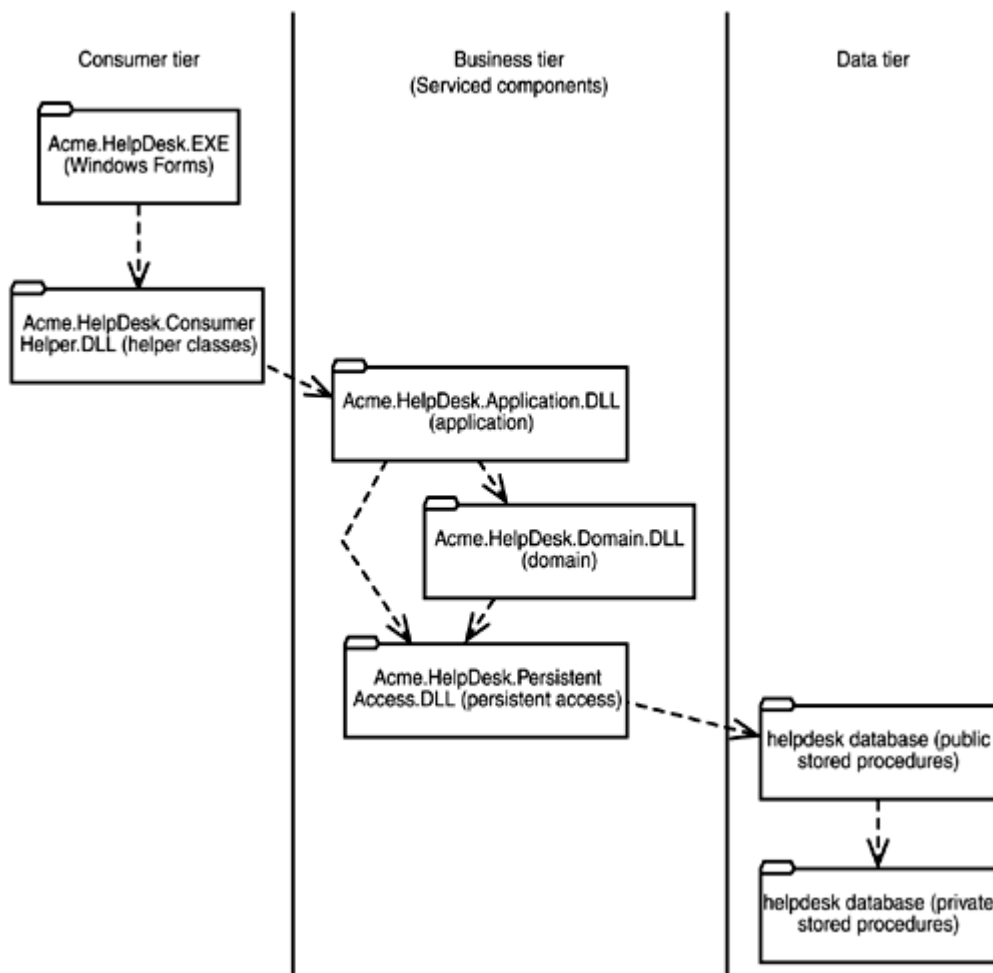 Consumer tier
Business tier
(Serviced components)
Data tier
Acme.HelpDesk.EXE
(Windows Forms)
Acme.HelpDesk.Consumer
Helper.DLL (helper classes)
Acme.HelpDesk.Application.DLL
(application)
Acme.HelpDesk.Domain.DLL
(domain)
Acme.HelpDesk.Persistent
Access.DLL (persistent access)
helpdesk database (public
stored procedures)
helpdesk database (private
stored procedures)